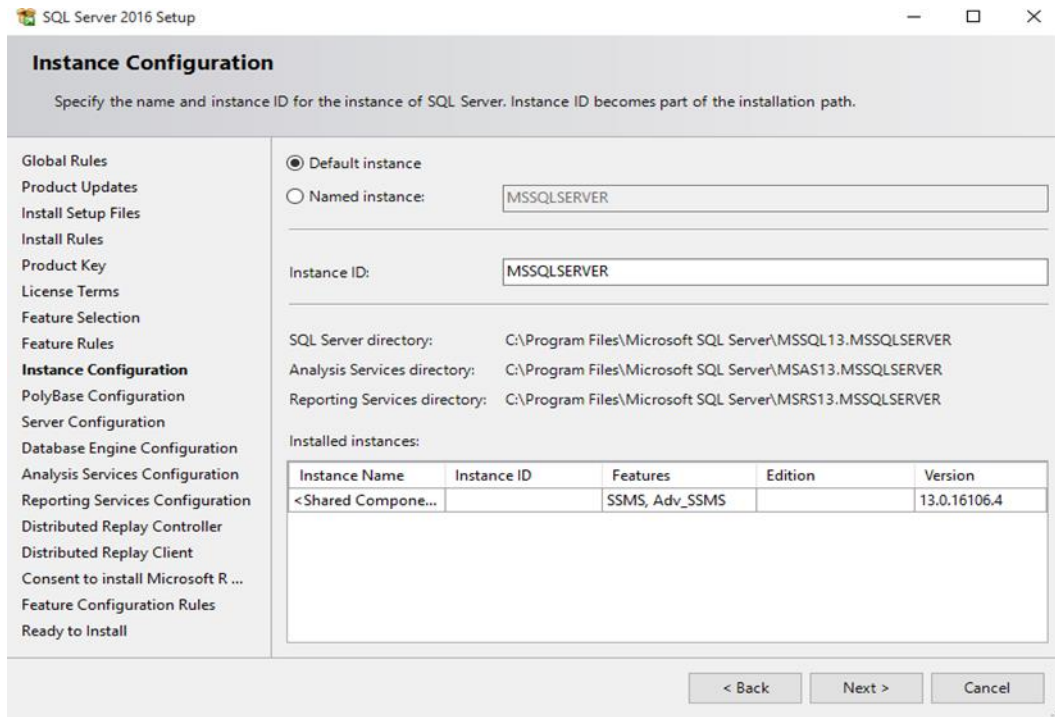 SQL Server 2016 Setup
Instance Configuration
Specify the name and instance ID for the instance of SQL Server. Instance ID becomes part of the installation path.
Global Rules
Product Updates
Install Setup Files
Install Rules
Product Key
License Terms
Feature Selection
Feature Rules
Instance Configuration
PolyBase Configuration
Server Configuration
Database Engine Configuration
Analysis Services Configuration
Reporting Services Configuration
Distributed Replay Controller
Distributed Replay Client
Consent to install Microsoft R ...
Feature Configuration Rules
Ready to Install
Default instance
Named instance: MSSQLSERVER
Instance ID: MSSQLSERVER
SQL Server directory: C:\Program Files\Microsoft SQL Server\MSSQL13.MSSQLSERVER
Analysis Services directory: C:\Program Files\Microsoft SQL Server\MSAS13.MSSQLSERVER
Reporting Services directory: C:\Program Files\Microsoft SQL Server\MSRS13.MSSQLSERVER
Installed instances:
Instance Name Instance ID Features Edition Version
<Shared Compone... SSMS, Adv_SSMS 13.0.16106.4
< Back Next > Cancel